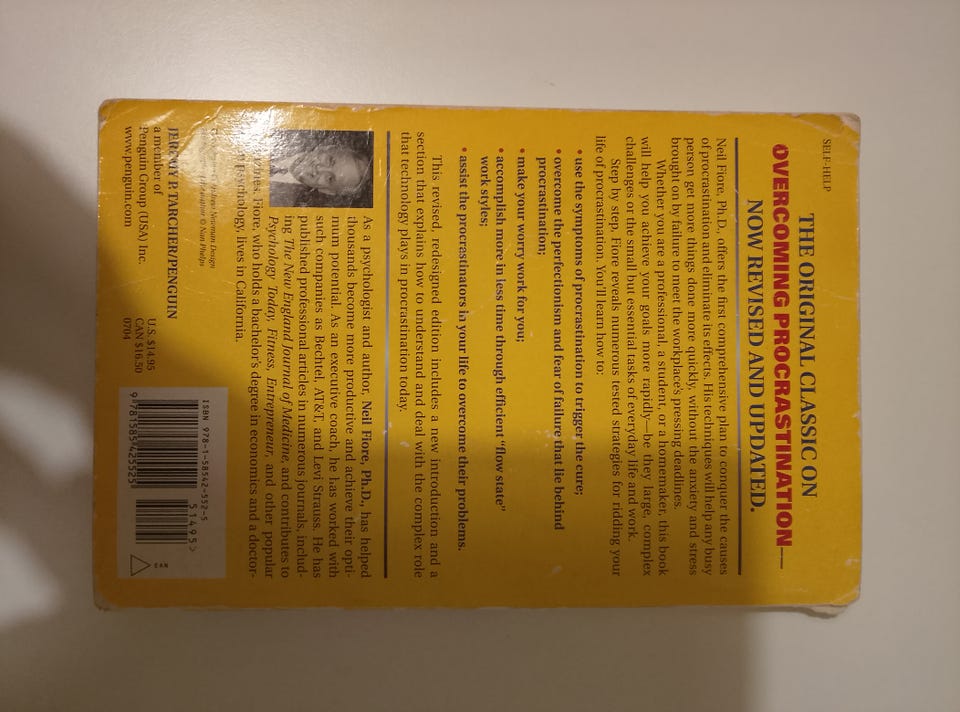 SELF-HELP
THE ORIGINAL CLASSIC ON
OVERCOMING PROCRASTINATION—
NOW REVISED AND UPDATED.
Neil Fiore, Ph.D., offers the first comprehensive plan to conquer the causes
of procrastination and eliminate its effects. His techniques will help any busy
person get more things done more quickly, without the anxiety and stress
brought on by failure to meet the workplace's pressing deadlines.
Whether you are a professional, a student, or a homemaker, this book
will help you achieve your goals more rapidly—be they large, complex
challenges or the small but essential tasks of everyday life and work.
Step by step, Fiore reveals numerous tested strategies for ridding your
life of procrastination. You'll learn how to:
• use the symptoms of procrastination to trigger the cure;
• overcome the perfectionism and fear of failure that lie behind
procrastination;
• make your worry work for you;
• accomplish more in less time through efficient "flow state"
work styles;
• assist the procrastinators in your life to overcome their problems.
This revised, redesigned edition includes a new introduction and a
section that explains how to understand and deal with the complex role
that technology plays in procrastination today.
As a psychologist and author, Neil Fiore, Ph.D., has helped
thousands become more productive and achieve their opti-
mum potential. As an executive coach, he has worked with
such companies as Bechtel, AT&T, and Levi Strauss. He has
published professional articles in numerous journals, includ-
ing The New England Journal of Medicine, and contributes to
Psychology Today, Fitness, Entrepreneur, and other popular
Fiore, who holds a bachelor's degree in economics and a doctor-
psychology, lives in California.
Newman Design
© Nan Phelps
JEREMY P. TARCHER/PENGUIN
a member of
Penguin Group (USA) Inc.
www.penguin.com
U.S. $14.95
CAN $16.50
0704
ISBN 978-1-58542-552-5
9 781585 425525
51495
EAN